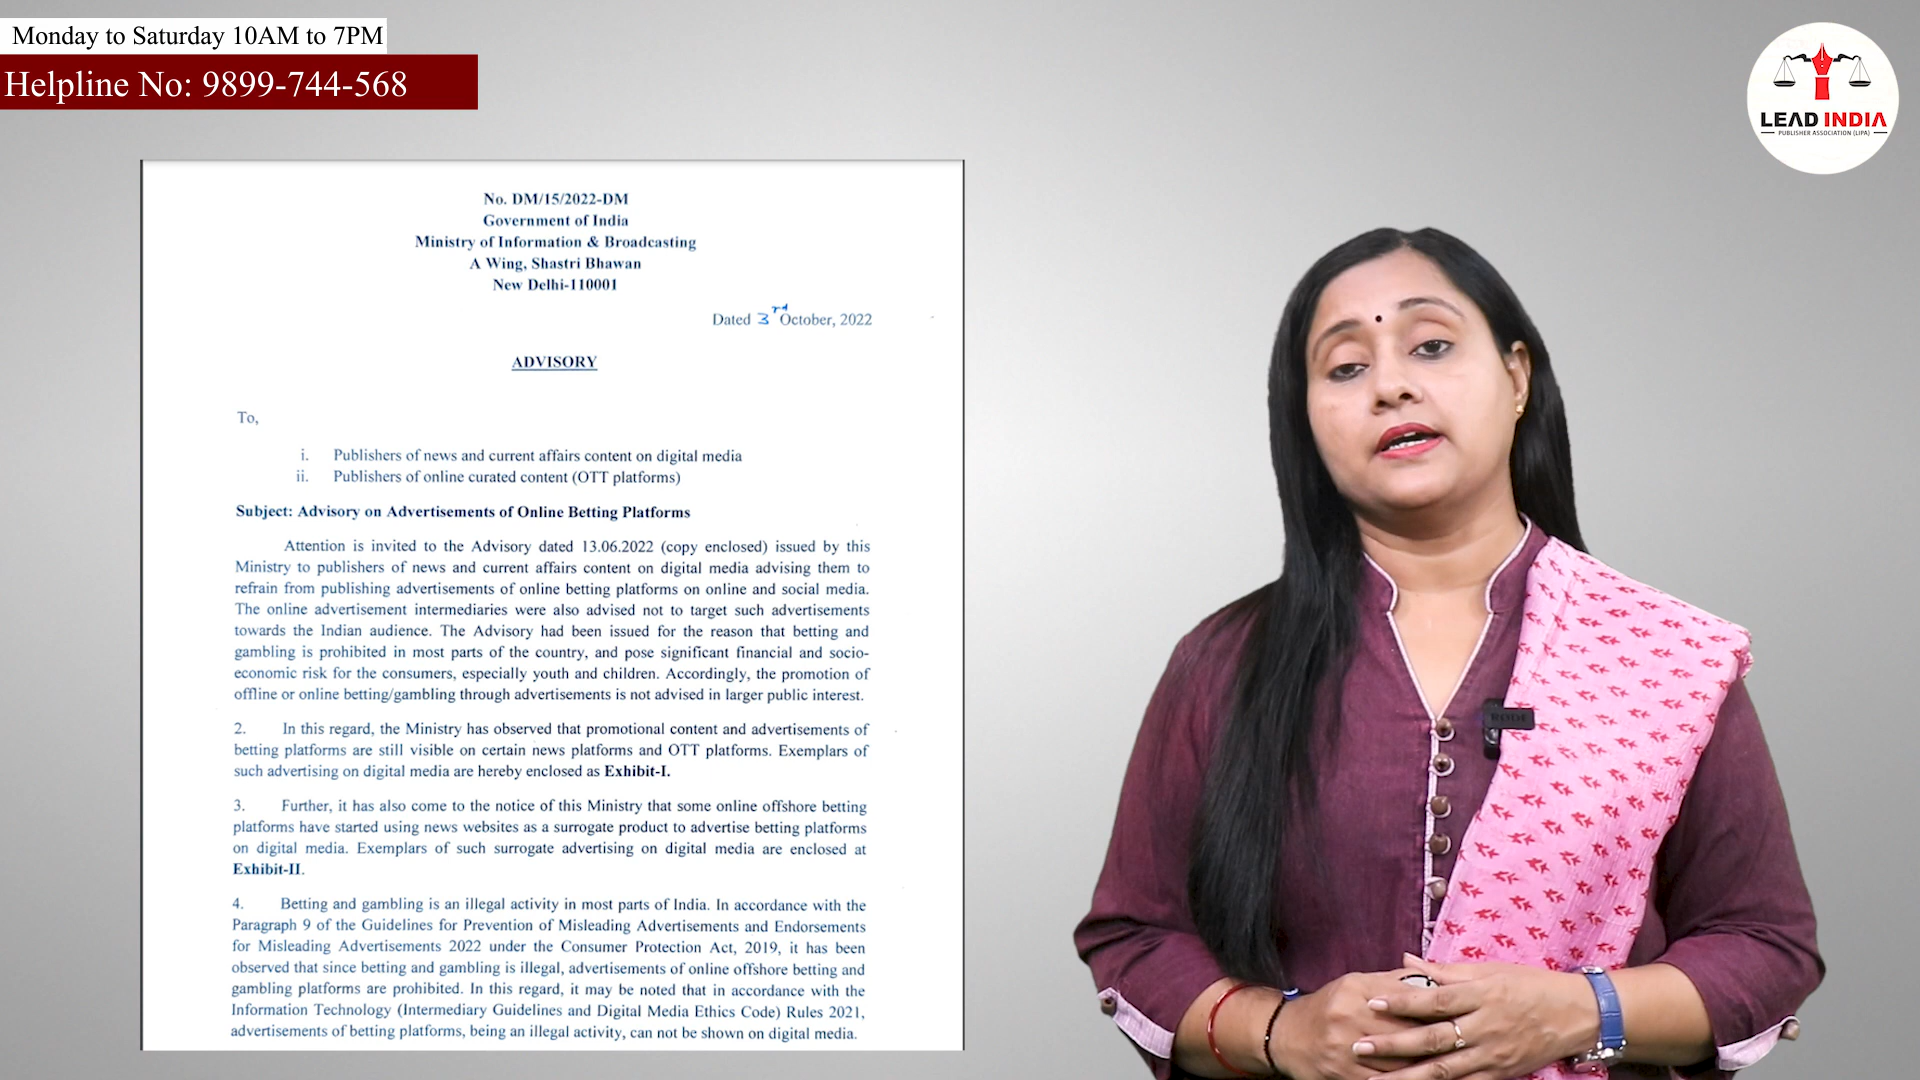 Monday to Saturday 10AM to 7PM
Helpline No: 9899-744-568
LEAD INDIA
PUBLISHER ASSOCIATION (LIPA)
No. DM/15/2022-DM
Government of India
Ministry of Information & Broadcasting
A Wing, Shastri Bhawan
New Delhi-110001
Dated 3rd October, 2022
ADVISORY
To,
i. Publishers of news and current affairs content on digital media
ii. Publishers of online curated content (OTT platforms)
Subject: Advisory on Advertisements of Online Betting Platforms
Attention is invited to the Advisory dated 13.06.2022 (copy enclosed) issued by this
Ministry to publishers of news and current affairs content on digital media advising them to
refrain from publishing advertisements of online betting platforms on online and social media.
The online advertisement intermediaries were also advised not to target such advertisements
towards the Indian audience. The Advisory had been issued for the reason that betting and
gambling is prohibited in most parts of the country, and pose significant financial and socio-
economic risk for the consumers, especially youth and children. Accordingly, the promotion of
offline or online betting/gambling through advertisements is not advised in larger public interest.
2. In this regard, the Ministry has observed that promotional content and advertisements of
betting platforms are still visible on certain news platforms and OTT platforms. Exemplars of
such advertising on digital media are hereby enclosed as Exhibit-I.
3. Further, it has also come to the notice of this Ministry that some online offshore betting
platforms have started using news websites as a surrogate product to advertise betting platforms
on digital media. Exemplars of such surrogate advertising on digital media are enclosed at
Exhibit-II.
4. Betting and gambling is an illegal activity in most parts of India. In accordance with the
Paragraph 9 of the Guidelines for Prevention of Misleading Advertisements and Endorsements
for Misleading Advertisements 2022 under the Consumer Protection Act, 2019, it has been
observed that since betting and gambling is illegal, advertisements of online offshore betting and
gambling platforms are prohibited. In this regard, it may be noted that in accordance with the
Information Technology (Intermediary Guidelines and Digital Media Ethics Code) Rules 2021,
advertisements of betting platforms, being an illegal activity, can not be shown on digital media.
RODE